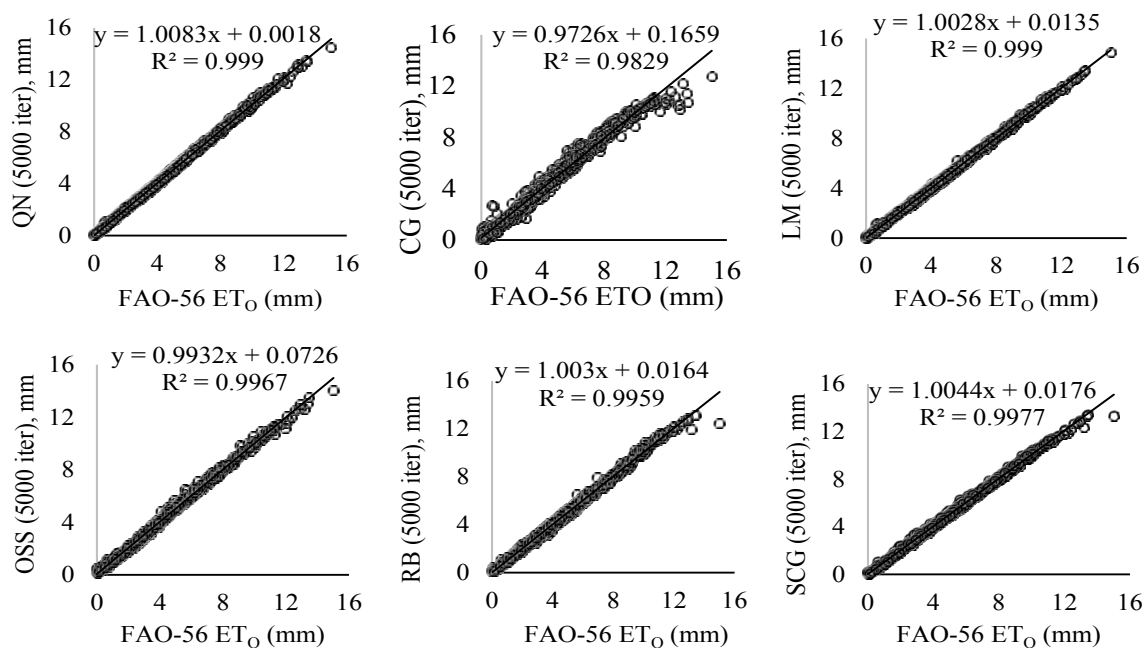 y = 1.0083x + 0.0018
R² = 0.999
QN (5000 iter), mm
16
12
8
4
0
0 4 8 12 16
FAO-56 ETO (mm)
y = 0.9726x + 0.1659
R² = 0.9829
CG (5000 iter), mm
16
12
8
4
0
0 4 8 12 16
FAO-56 ETO (mm)
y = 1.0028x + 0.0135
R² = 0.999
LM (5000 iter), mm
16
12
8
4
0
0 4 8 12 16
FAO-56 ETO (mm)
y = 0.9932x + 0.0726
R² = 0.9967
OSS (5000 iter), mm
16
12
8
4
0
0 4 8 12 16
FAO-56 ETO (mm)
y = 1.003x + 0.0164
R² = 0.9959
RB (5000 iter), mm
16
12
8
4
0
0 4 8 12 16
FAO-56 ETO (mm)
y = 1.0044x + 0.0176
R² = 0.9977
SCG (5000 iter), mm
16
12
8
4
0
0 4 8 12 16
FAO-56 ETO (mm)